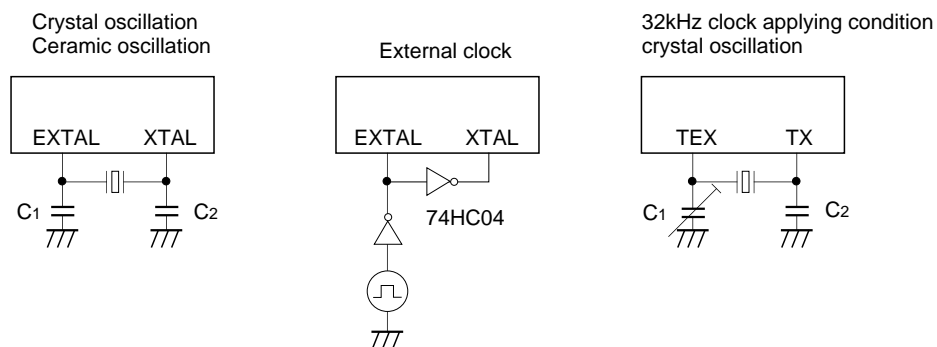 Crystal oscillation
Ceramic oscillation
EXTAL XTAL
C1
C2
External clock
EXTAL XTAL
74HC04
32kHz clock applying condition
crystal oscillation
TEX TX
C1
C2